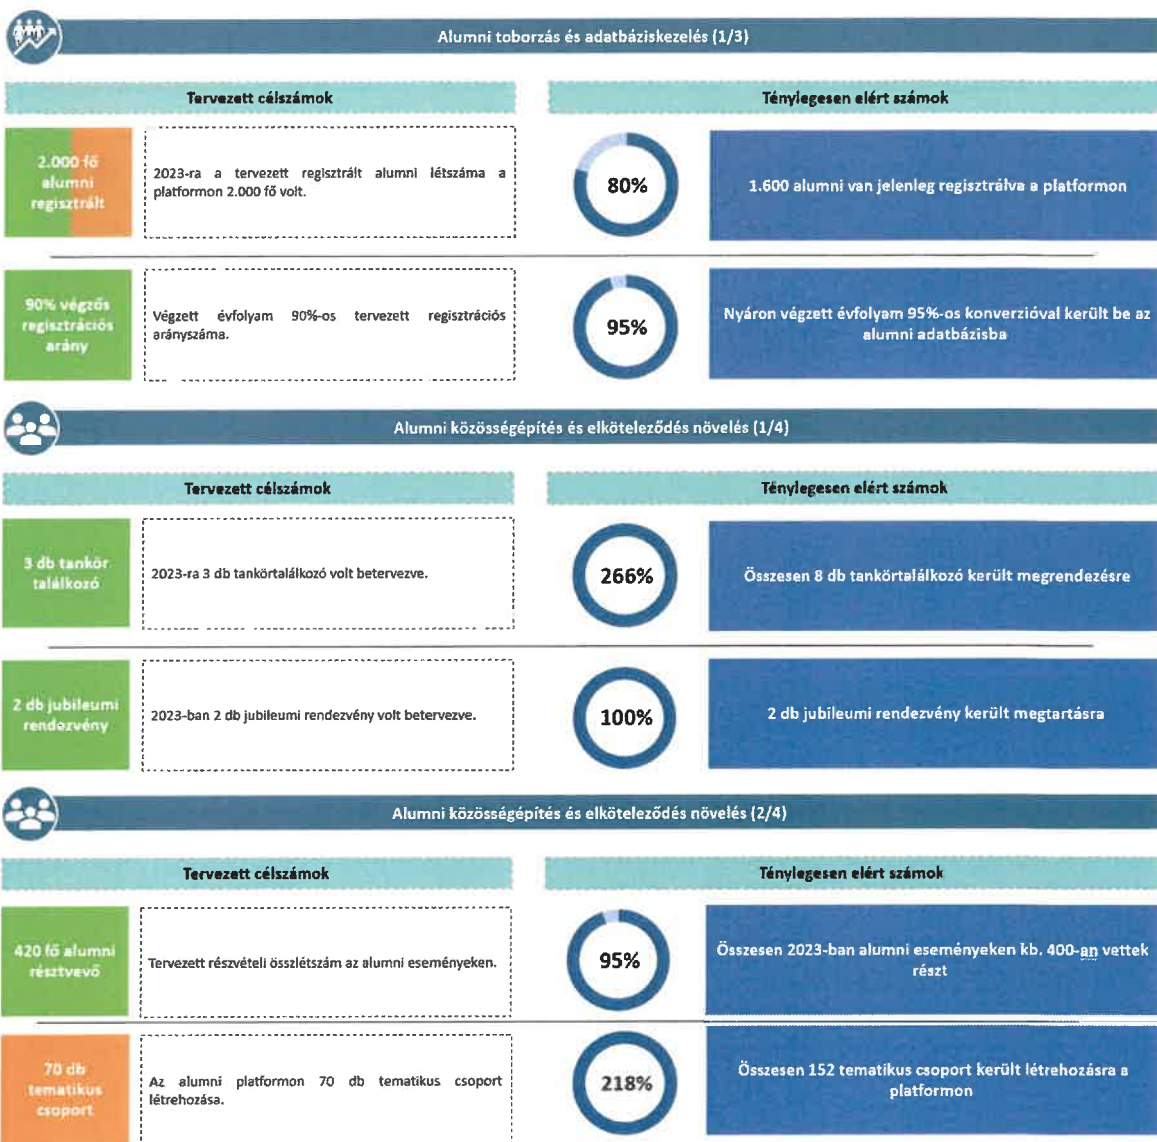 Alumni toborzás és adatbáziskezelés (1/3)
Tervezett célszámok
Ténylegesen elért számok
2.000 fő
alumni
regisztrált
2023-ra a tervezett regisztrált alumni létszáma a
platformon 2.000 fő volt.
80%
1.600 alumni van jelenleg regisztrálva a platformon
90% végzős
regisztrációs
arány
Végzett évfolyam 90%-os tervezett regisztrációs
arányszáma.
95%
Nyáron végzett évfolyam 95%-os konverzióval került be az
alumni adatbázisba
Alumni közösségépítés és elköteleződés növelés (1/4)
Tervezett célszámok
Ténylegesen elért számok
3 db tankör
találkozó
2023-ra 3 db tankörtalálkozó volt betervezve.
266%
Összesen 8 db tankörtalálkozó került megrendezésre
2 db jubileumi
rendezvény
2023-ban 2 db jubileumi rendezvény volt betervezve.
100%
2 db jubileumi rendezvény került megtartásra
Alumni közösségépítés és elköteleződés növelés (2/4)
Tervezett célszámok
Ténylegesen elért számok
420 fő alumni
résztvevő
Tervezett részvételi összlétszám az alumni eseményeken.
95%
Összesen 2023-ban alumni eseményeken kb. 400-an vettek
részt
70 db
tematikus
csoport
Az alumni platformon 70 db tematikus csoport
létrehozása.
218%
Összesen 152 tematikus csoport került létrehozásra a
platformon